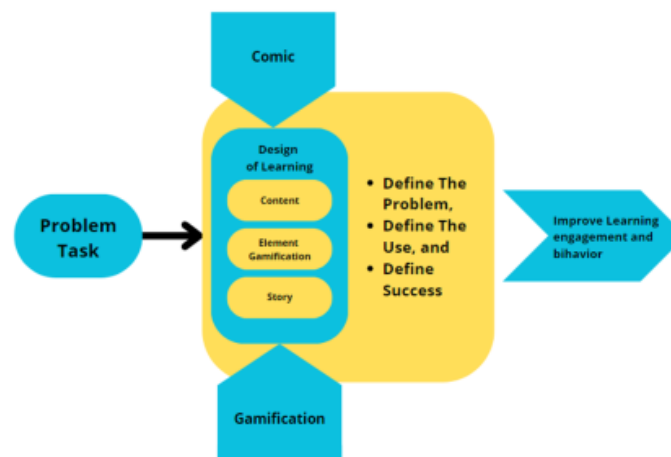 Comic
Design
of Learning
Content
Element
Gamification
Story
• Define The
Problem,
• Define The
Use, and
• Define
Success
Problem
Task
Improve Learning
engagement and
bihavior
Gamification